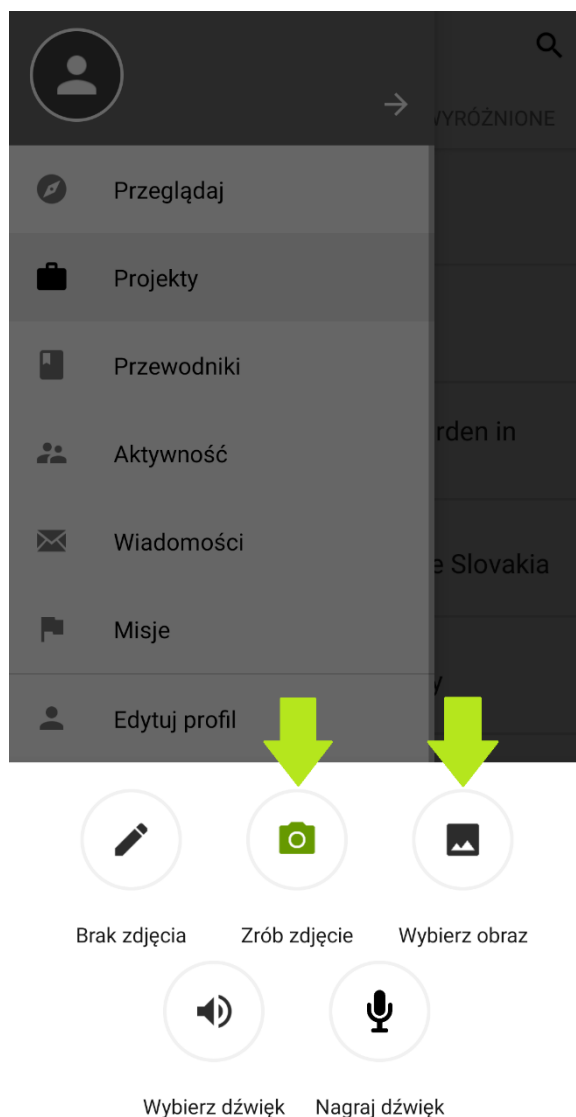 WYRÓŻNIONE
Przeglądaj
Projekty
Przewodniki
rden in
Aktywność
Wiadomości
e Slovakia
Misje
y
Edytuj profil
Brak zdjęcia
Zrób zdjęcie
Wybierz obraz
Wybierz dźwięk
Nagraj dźwięk